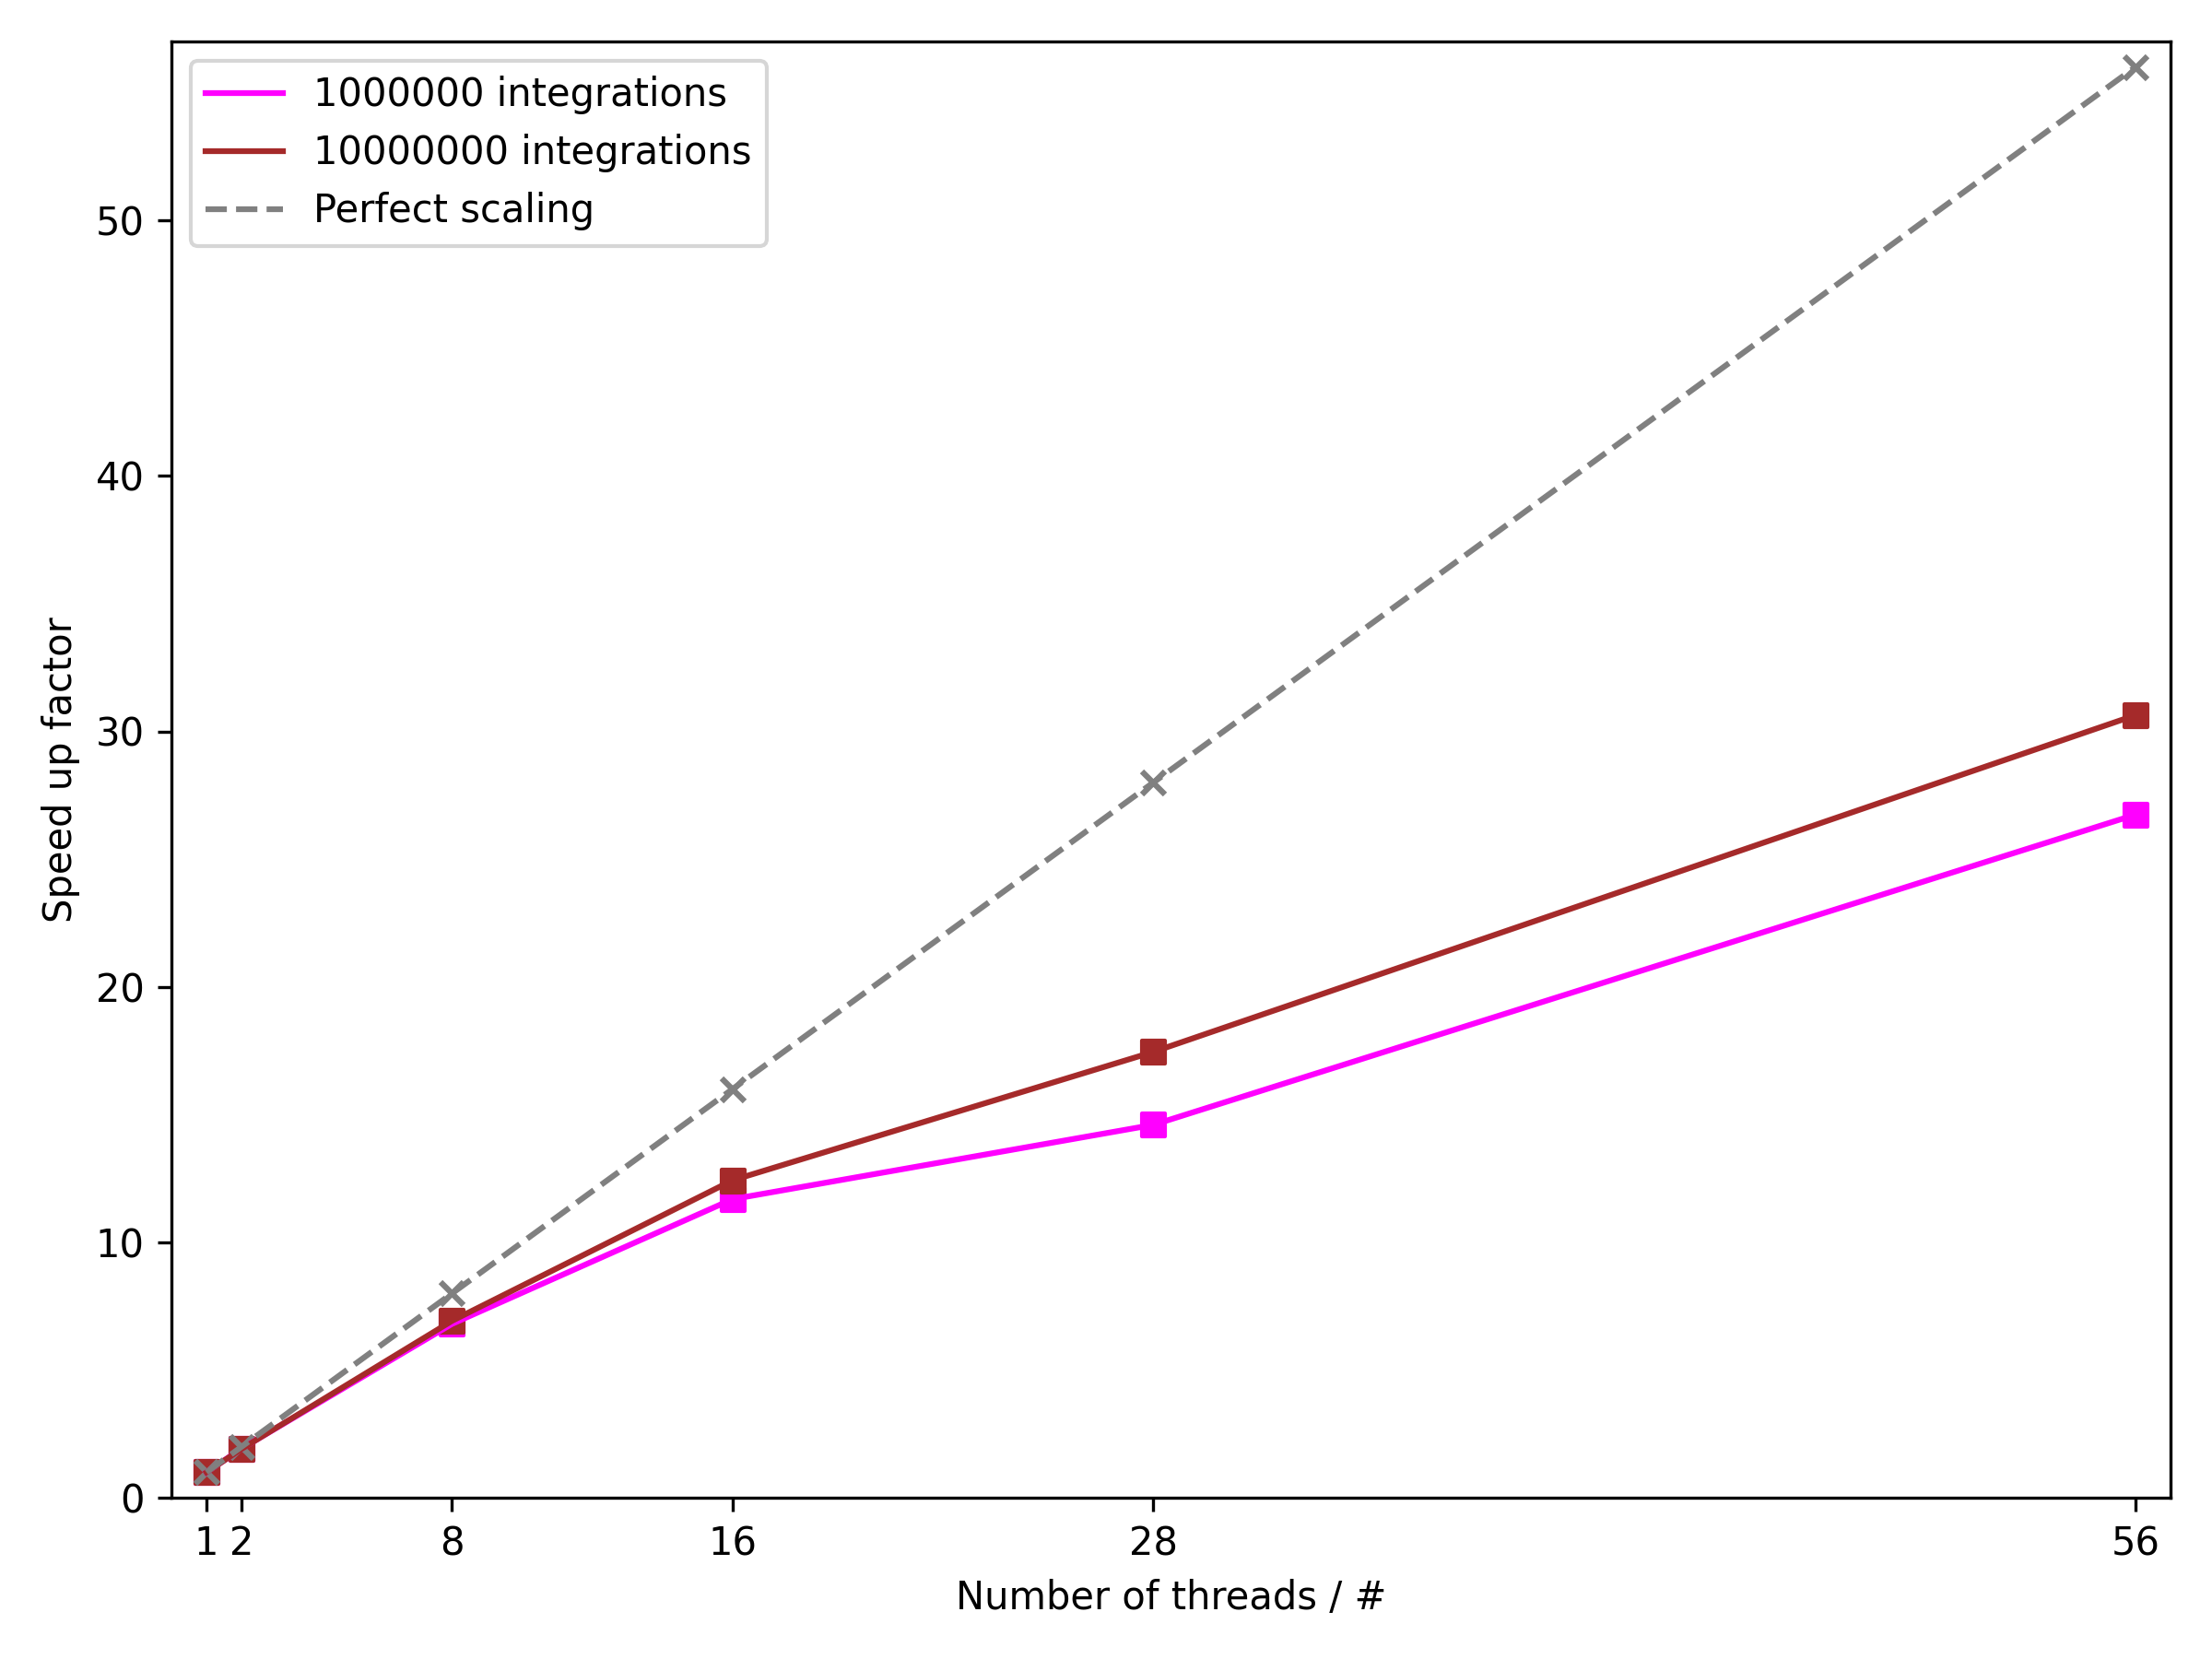 1000000 integrations
10000000 integrations
Perfect scaling
50
40
30
20
10
0
Speed up factor
1 2 8 16 28 56
Number of threads / #